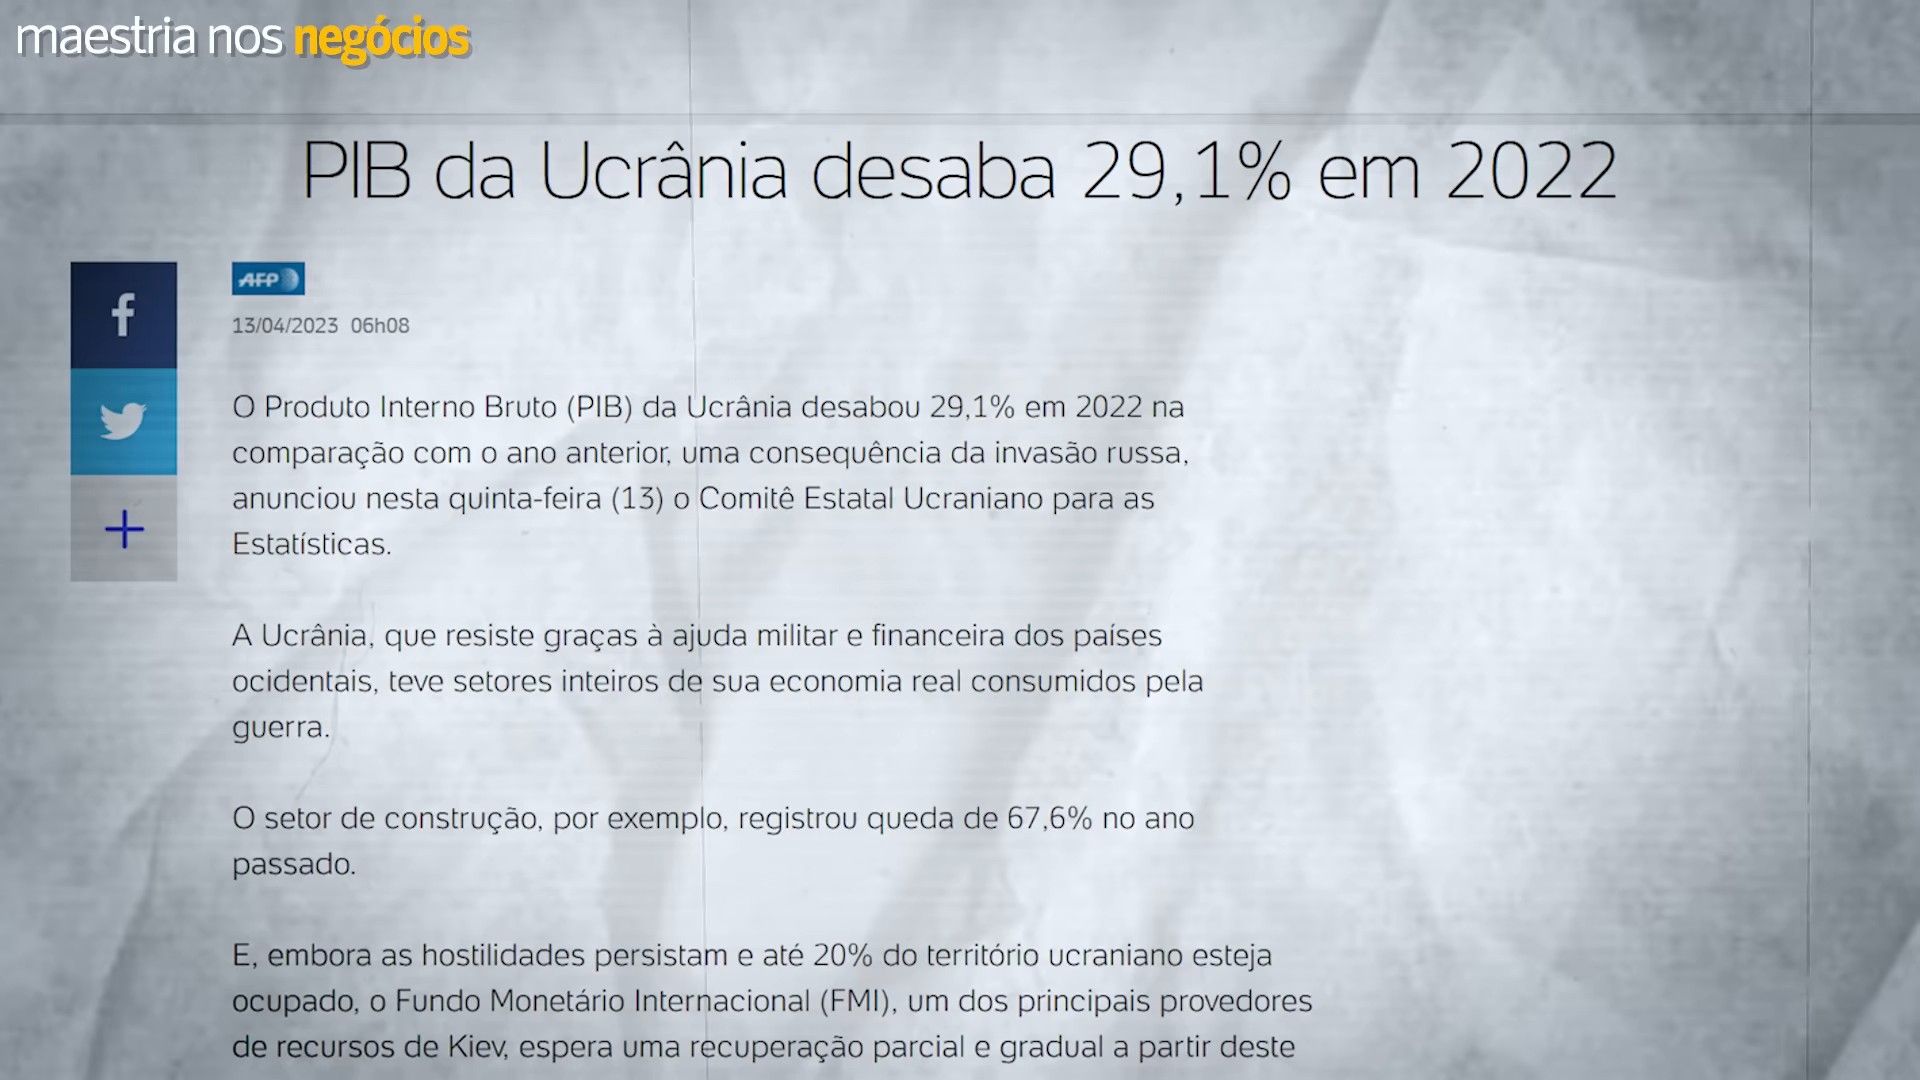 maestria nos negócios
PIB da Ucrânia desaba 29,1% em 2022
f
AFP
13/04/2023 06h08
+
O Produto Interno Bruto (PIB) da Ucrânia desabou 29,1% em 2022 na
comparação com o ano anterior, uma consequência da invasão russa,
anunciou nesta quinta-feira (13) o Comitê Estatal Ucraniano para as
Estatísticas.
A Ucrânia, que resiste graças à ajuda militar e financeira dos países
ocidentais, teve setores inteiros de sua economia real consumidos pela
guerra.
O setor de construção, por exemplo, registrou queda de 67,6% no ano
passado.
E, embora as hostilidades persistam e até 20% do território ucraniano esteja
ocupado, o Fundo Monetário Internacional (FMI), um dos principais provedores
de recursos de Kiev, espera uma recuperação parcial e gradual a partir deste